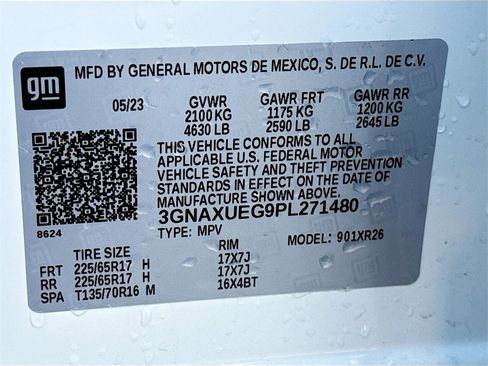 gm
MFD BY GENERAL MOTORS DE MEXICO, S. DE R.L. DE C.V.
05/23 GVWR GAWR FRT GAWR RR
2100 KG 1175 KG 1200 KG
4630 LB 2590 LB 2645 LB
THIS VEHICLE CONFORMS TO ALL
APPLICABLE U.S. FEDERAL MOTOR
VEHICLE SAFETY AND THEFT PREVENTION
STANDARDS IN EFFECT ON THE DATE OF
MANUFACTURE SHOWN ABOVE.
3GNAXUEG9PL271480
8624 TYPE: MPV MODEL: 901XR26
TIRE SIZE RIM
FRT 225/65R17 H 17X7J
RR 225/65R17 H 17X7J
SPA T135/70R16 M 16X4BT